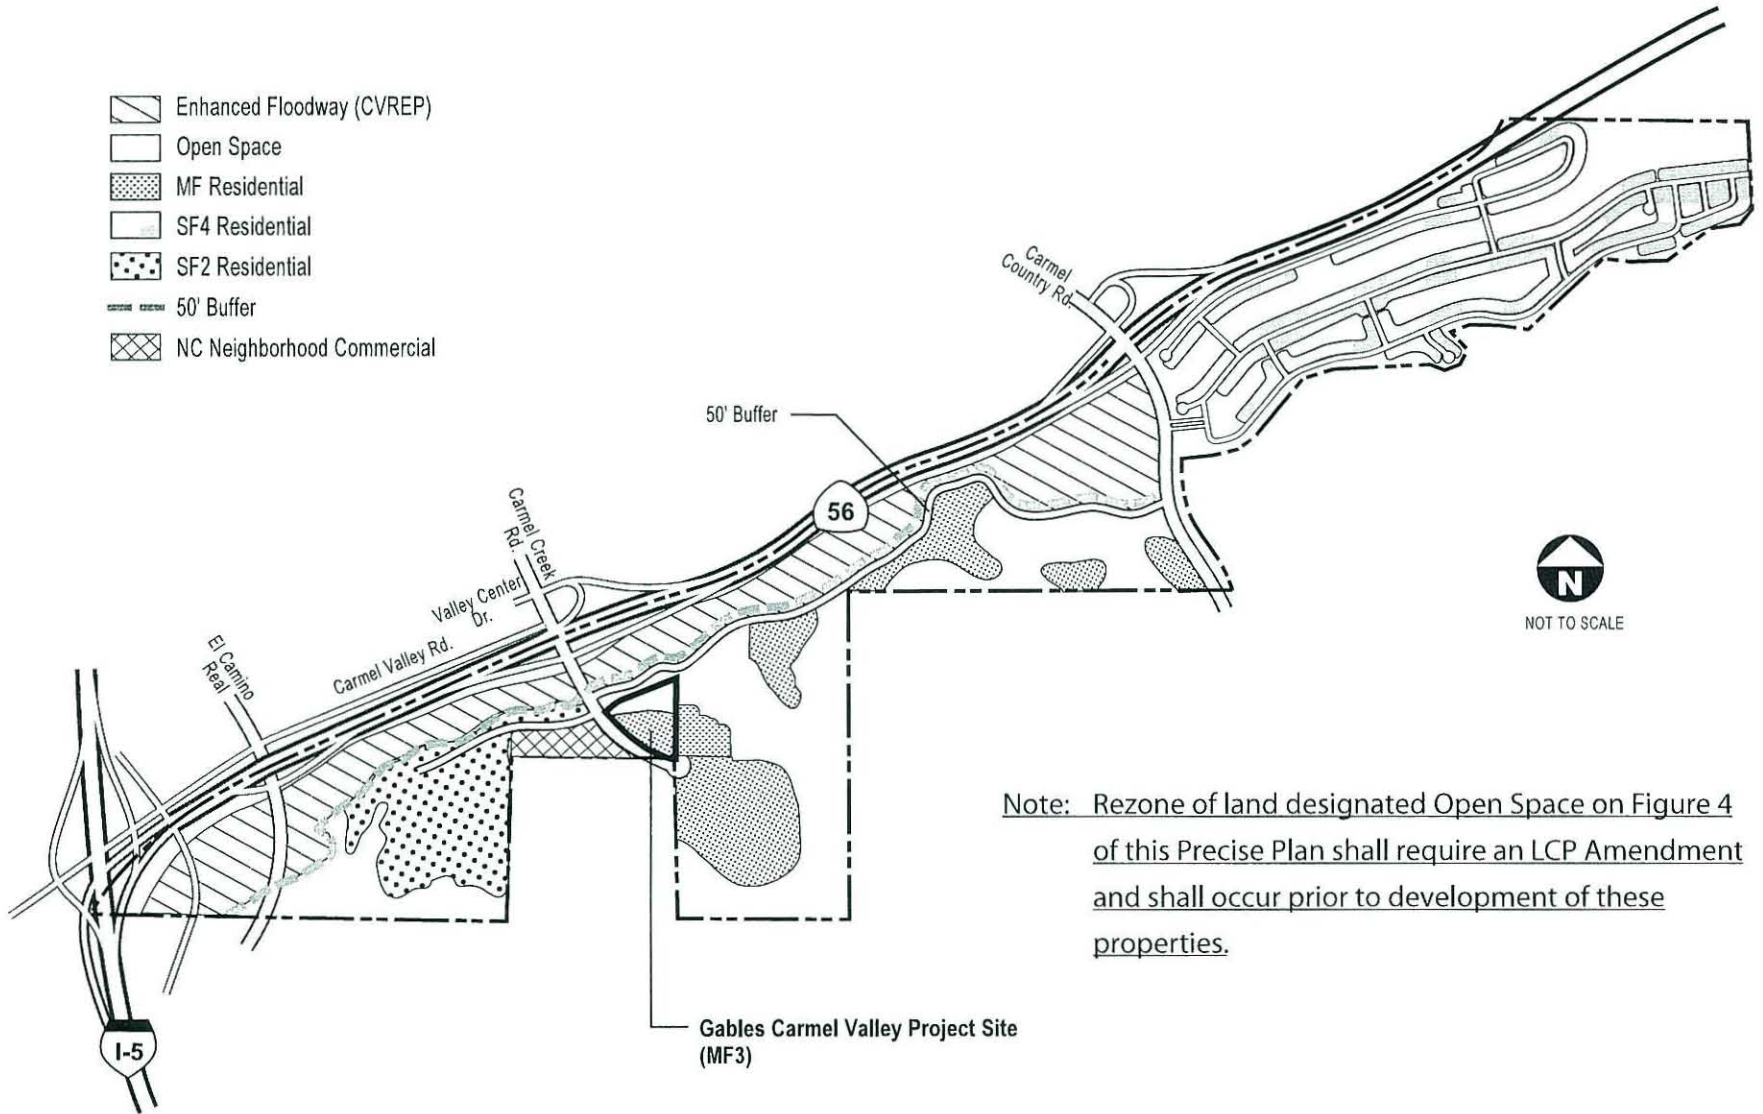 Enhanced Floodway (CVREP)
Open Space
MF Residential
SF4 Residential
SF2 Residential
50' Buffer
NC Neighborhood Commercial
Carmel
Country Rd.
50' Buffer
56
Carmel Creek
Rd.
Valley Center
Dr.
Carmel Valley Rd.
El Camino
Real
N
NOT TO SCALE
Note: Rezone of land designated Open Space on Figure 4
of this Precise Plan shall require an LCP Amendment
and shall occur prior to development of these
properties.
Gables Carmel Valley Project Site
(MF3)
I-5